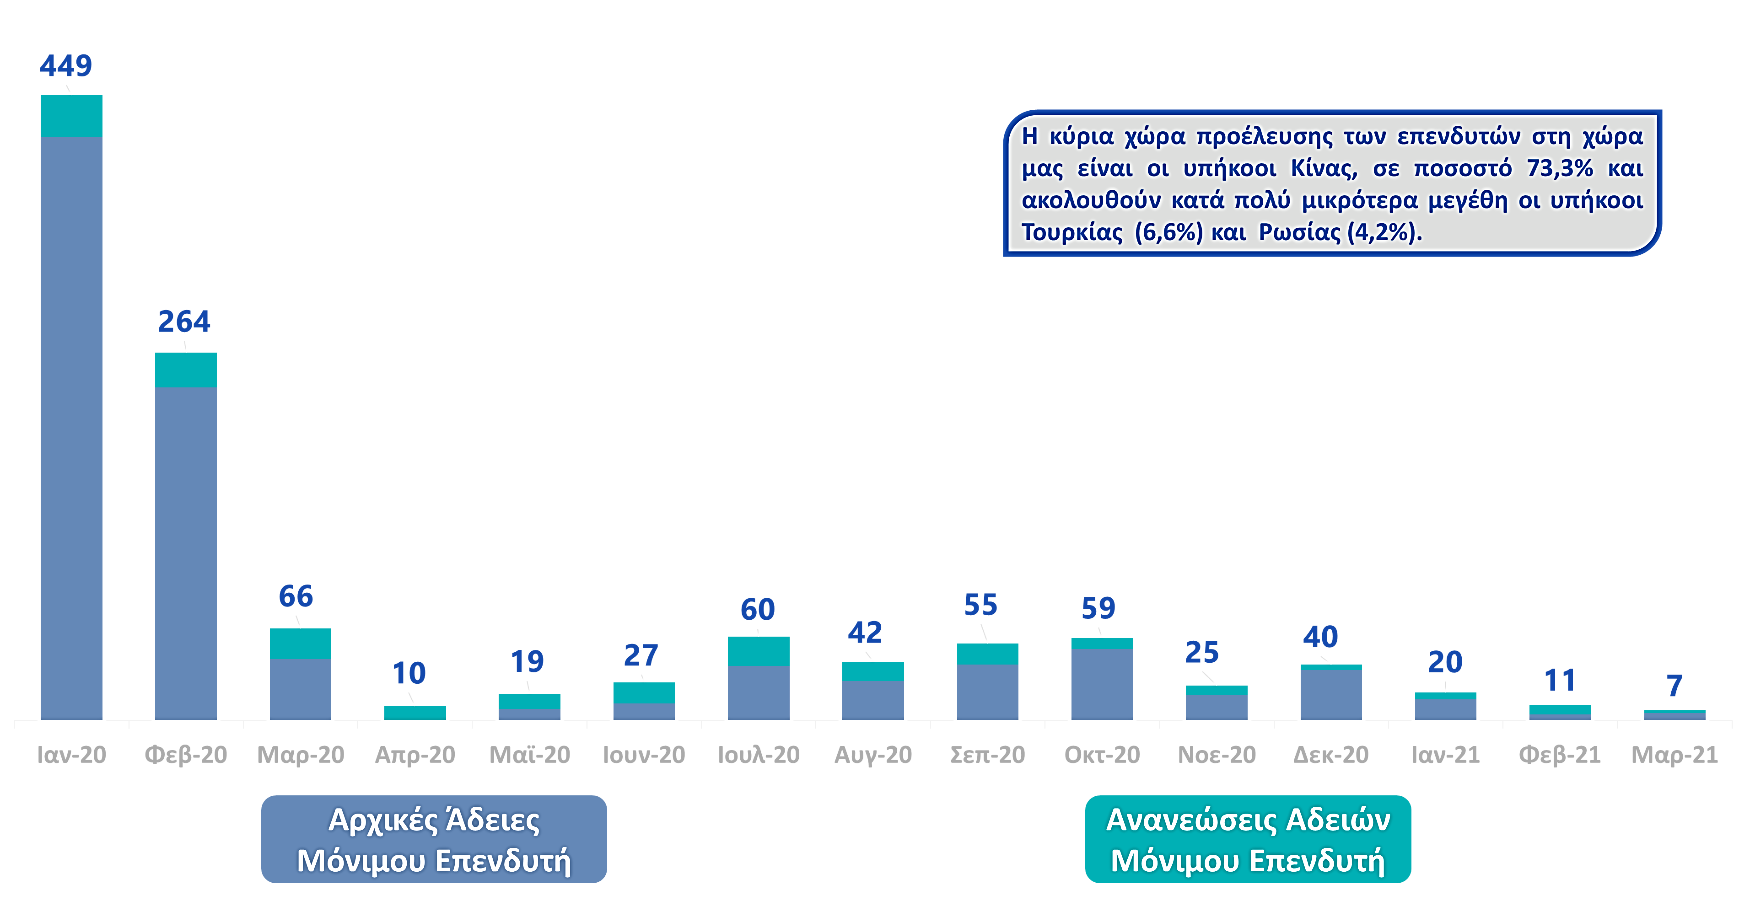 449
264
66
10
19
27
60
42
55
59
25
40
20
11
7
Η κύρια χώρα προέλευσης των επενδυτών στη χώρα
μας είναι οι υπήκοοι Κίνας, σε ποσοστό 73,3% και
ακολουθούν κατά πολύ μικρότερα μεγέθη οι υπήκοοι
Τουρκίας (6,6%) και Ρωσίας (4,2%).
Ιαν-20
Φεβ-20
Μαρ-20
Απρ-20
Μαϊ-20
Ιουν-20
Ιουλ-20
Αυγ-20
Σεπ-20
Οκτ-20
Νοε-20
Δεκ-20
Ιαν-21
Φεβ-21
Μαρ-21
Αρχικές Άδειες
Μόνιμου Επενδυτή
Ανανεώσεις Αδειών
Μόνιμου Επενδυτή